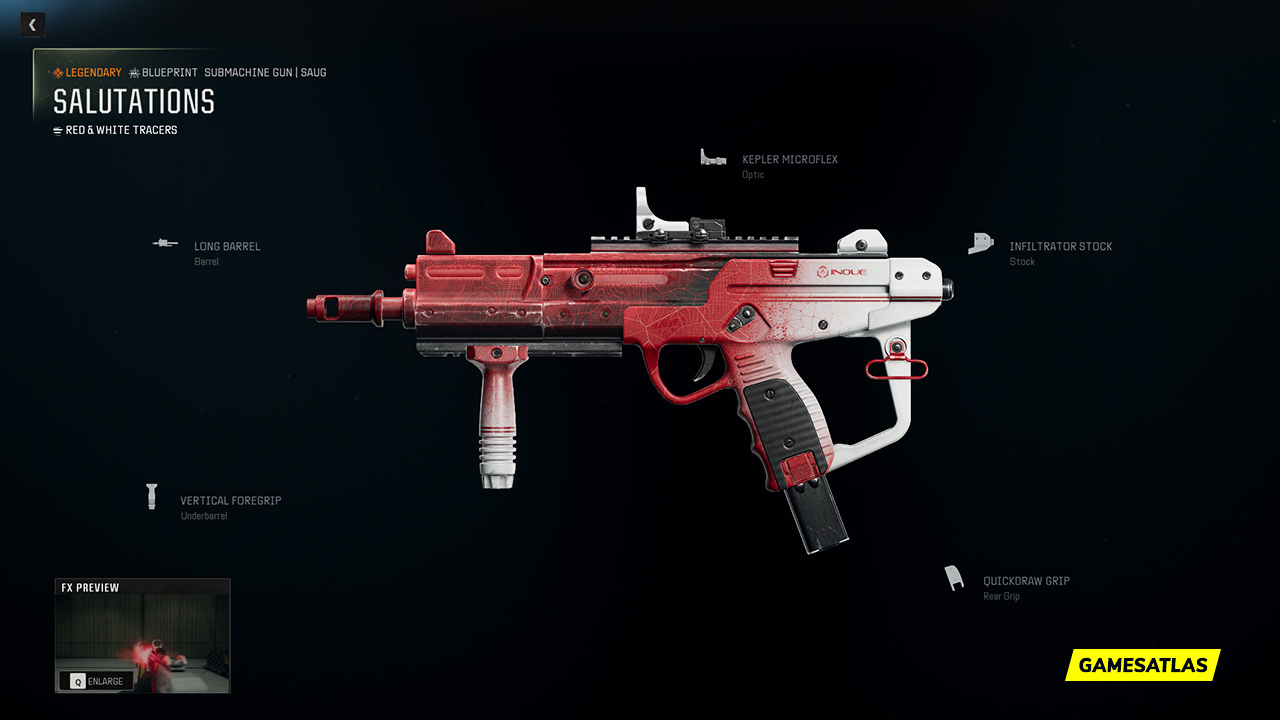 LEGENDARY BLUEPRINT SUBMACHINE GUN | SAUG
SALUTATIONS
RED & WHITE TRACERS
KEPLER MICROFLEX
Optic
LONG BARREL
Barrel
INFILTRATOR STOCK
Stock
INOUE
VERTICAL FOREGRIP
Underbarrel
QUICKDRAW GRIP
Rear Grip
FX PREVIEW
Q ENLARGE
GAMESATLAS